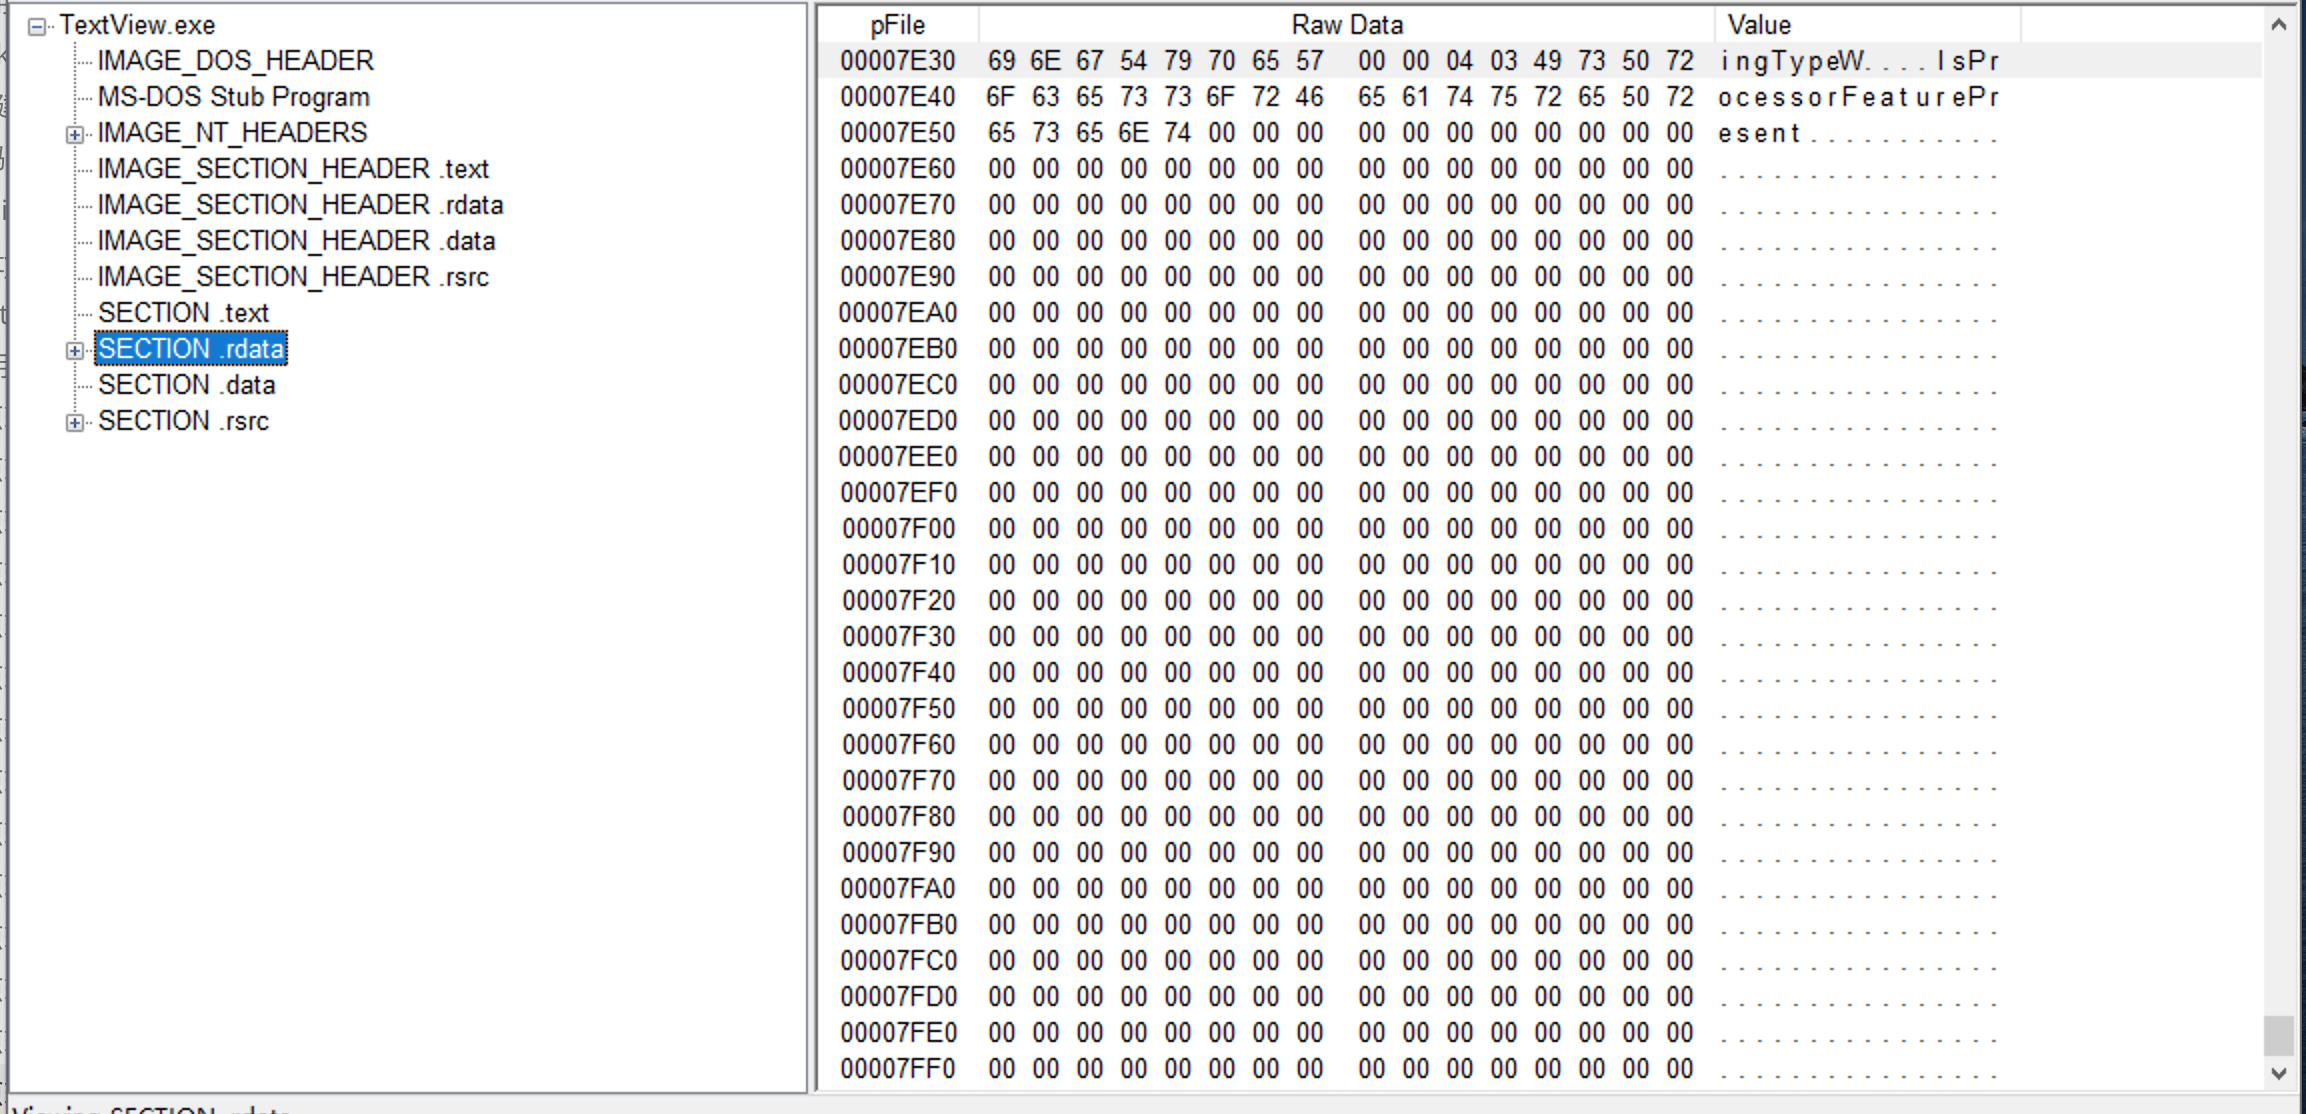 TextView.exe
IMAGE_DOS_HEADER
MS-DOS Stub Program
IMAGE_NT_HEADERS
IMAGE_SECTION_HEADER .text
IMAGE_SECTION_HEADER .rdata
IMAGE_SECTION_HEADER .data
IMAGE_SECTION_HEADER .rsrc
SECTION .text
SECTION .rdata
SECTION .data
SECTION .rsrc
pFile Raw Data Value
00007E30 69 6E 67 54 79 70 65 57 00 00 04 03 49 73 50 72 ingTypeW....IsPr
00007E40 6F 63 65 73 73 6F 72 46 65 61 74 75 72 65 50 72 ocessorFeaturePr
00007E50 65 73 65 6E 74 00 00 00 00 00 00 00 00 00 00 00 esent...........
00007E60 00 00 00 00 00 00 00 00 00 00 00 00 00 00 00 00 ................
00007E70 00 00 00 00 00 00 00 00 00 00 00 00 00 00 00 00 ................
00007E80 00 00 00 00 00 00 00 00 00 00 00 00 00 00 00 00 ................
00007E90 00 00 00 00 00 00 00 00 00 00 00 00 00 00 00 00 ................
00007EA0 00 00 00 00 00 00 00 00 00 00 00 00 00 00 00 00 ................
00007EB0 00 00 00 00 00 00 00 00 00 00 00 00 00 00 00 00 ................
00007EC0 00 00 00 00 00 00 00 00 00 00 00 00 00 00 00 00 ................
00007ED0 00 00 00 00 00 00 00 00 00 00 00 00 00 00 00 00 ................
00007EE0 00 00 00 00 00 00 00 00 00 00 00 00 00 00 00 00 ................
00007EF0 00 00 00 00 00 00 00 00 00 00 00 00 00 00 00 00 ................
00007F00 00 00 00 00 00 00 00 00 00 00 00 00 00 00 00 00 ................
00007F10 00 00 00 00 00 00 00 00 00 00 00 00 00 00 00 00 ................
00007F20 00 00 00 00 00 00 00 00 00 00 00 00 00 00 00 00 ................
00007F30 00 00 00 00 00 00 00 00 00 00 00 00 00 00 00 00 ................
00007F40 00 00 00 00 00 00 00 00 00 00 00 00 00 00 00 00 ................
00007F50 00 00 00 00 00 00 00 00 00 00 00 00 00 00 00 00 ................
00007F60 00 00 00 00 00 00 00 00 00 00 00 00 00 00 00 00 ................
00007F70 00 00 00 00 00 00 00 00 00 00 00 00 00 00 00 00 ................
00007F80 00 00 00 00 00 00 00 00 00 00 00 00 00 00 00 00 ................
00007F90 00 00 00 00 00 00 00 00 00 00 00 00 00 00 00 00 ................
00007FA0 00 00 00 00 00 00 00 00 00 00 00 00 00 00 00 00 ................
00007FB0 00 00 00 00 00 00 00 00 00 00 00 00 00 00 00 00 ................
00007FC0 00 00 00 00 00 00 00 00 00 00 00 00 00 00 00 00 ................
00007FD0 00 00 00 00 00 00 00 00 00 00 00 00 00 00 00 00 ................
00007FE0 00 00 00 00 00 00 00 00 00 00 00 00 00 00 00 00 ................
00007FF0 00 00 00 00 00 00 00 00 00 00 00 00 00 00 00 00 ................
Viewing SECTION .rdata